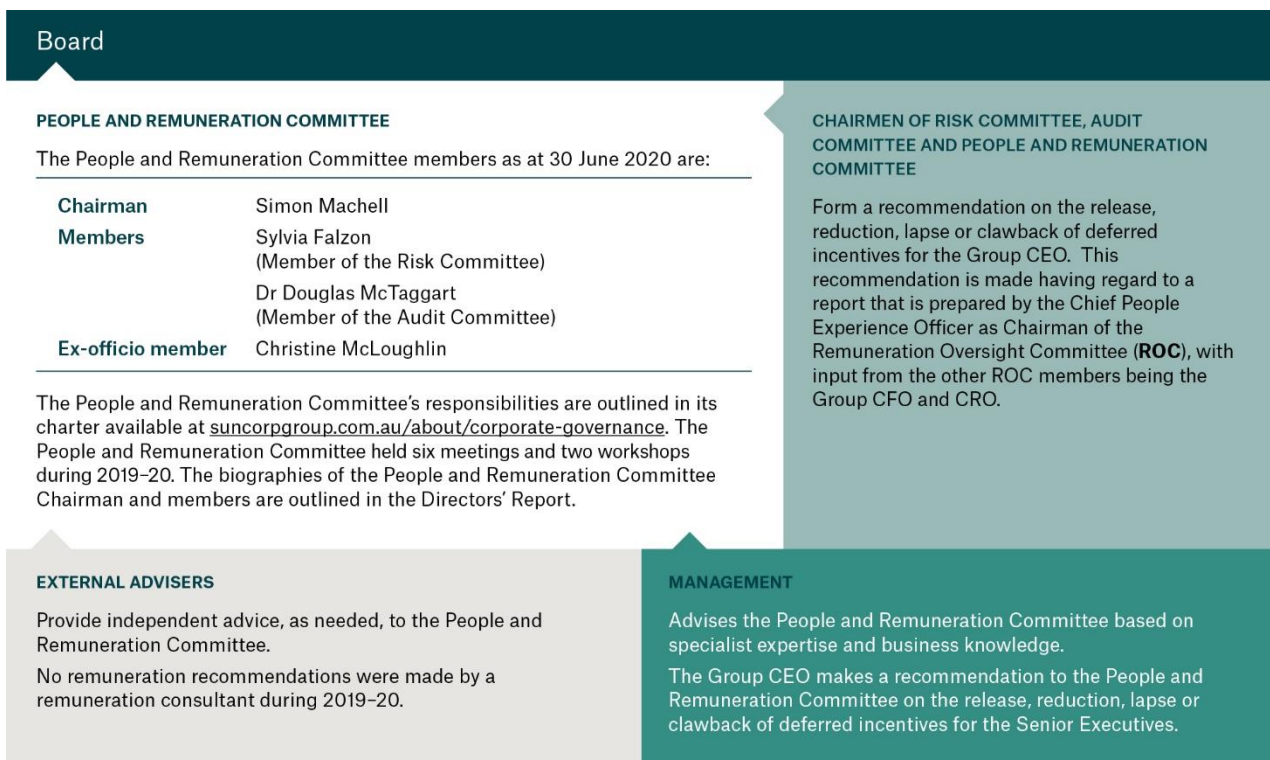 Board
PEOPLE AND REMUNERATION COMMITTEE
The People and Remuneration Committee members as at 30 June 2020 are:
Chairman Simon Machell
Members Sylvia Falzon
(Member of the Risk Committee)
Dr Douglas McTaggart
(Member of the Audit Committee)
Ex-officio member Christine McLoughlin
The People and Remuneration Committee’s responsibilities are outlined in its
charter available at suncorpgroup.com.au/about/corporate-governance. The
People and Remuneration Committee held six meetings and two workshops
during 2019–20. The biographies of the People and Remuneration Committee
Chairman and members are outlined in the Directors’ Report.
CHAIRMEN OF RISK COMMITTEE, AUDIT
COMMITTEE AND PEOPLE AND REMUNERATION
COMMITTEE
Form a recommendation on the release,
reduction, lapse or clawback of deferred
incentives for the Group CEO. This
recommendation is made having regard to a
report that is prepared by the Chief People
Experience Officer as Chairman of the
Remuneration Oversight Committee (ROC), with
input from the other ROC members being the
Group CFO and CRO.
EXTERNAL ADVISERS
Provide independent advice, as needed, to the People and
Remuneration Committee.
No remuneration recommendations were made by a
remuneration consultant during 2019–20.
MANAGEMENT
Advises the People and Remuneration Committee based on
specialist expertise and business knowledge.
The Group CEO makes a recommendation to the People and
Remuneration Committee on the release, reduction, lapse or
clawback of deferred incentives for the Senior Executives.